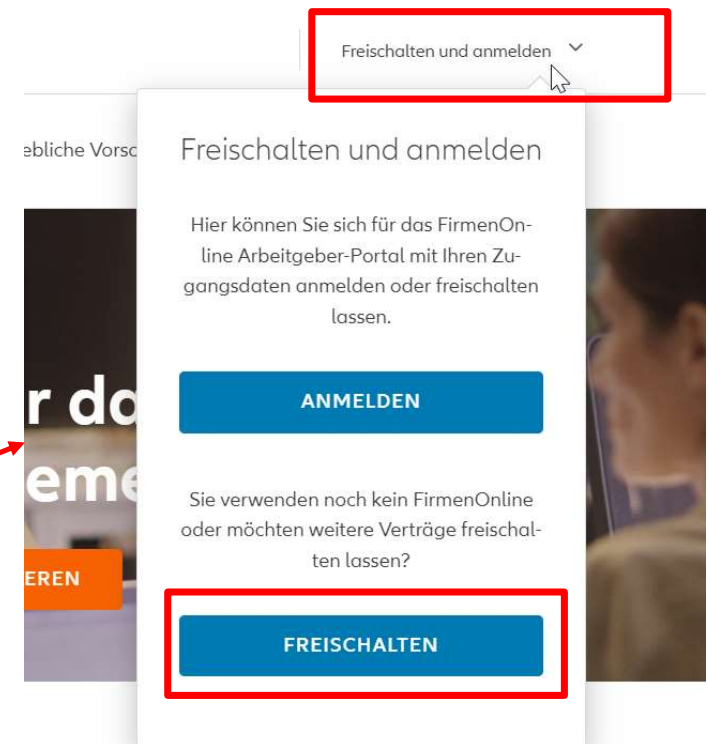 Freischalten und anmelden
ebliche Vorsc
Freischalten und anmelden
Hier können Sie sich für das FirmenOn-
line Arbeitgeber-Portal mit Ihren Zu-
gangsdaten anmelden oder freischalten
lassen.
r da
ANMELDEN
eme
Sie verwenden noch kein FirmenOnline
oder möchten weitere Verträge freischal-
ten lassen?
EREN
FREISCHALTEN